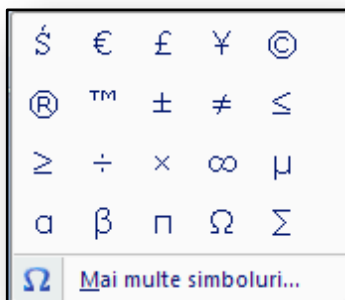 Ś € £ ¥ ©
® ™ ± ≠ ≤
≥ ÷ × ∞ µ
α β π Ω Σ
Ω Mai multe simboluri...